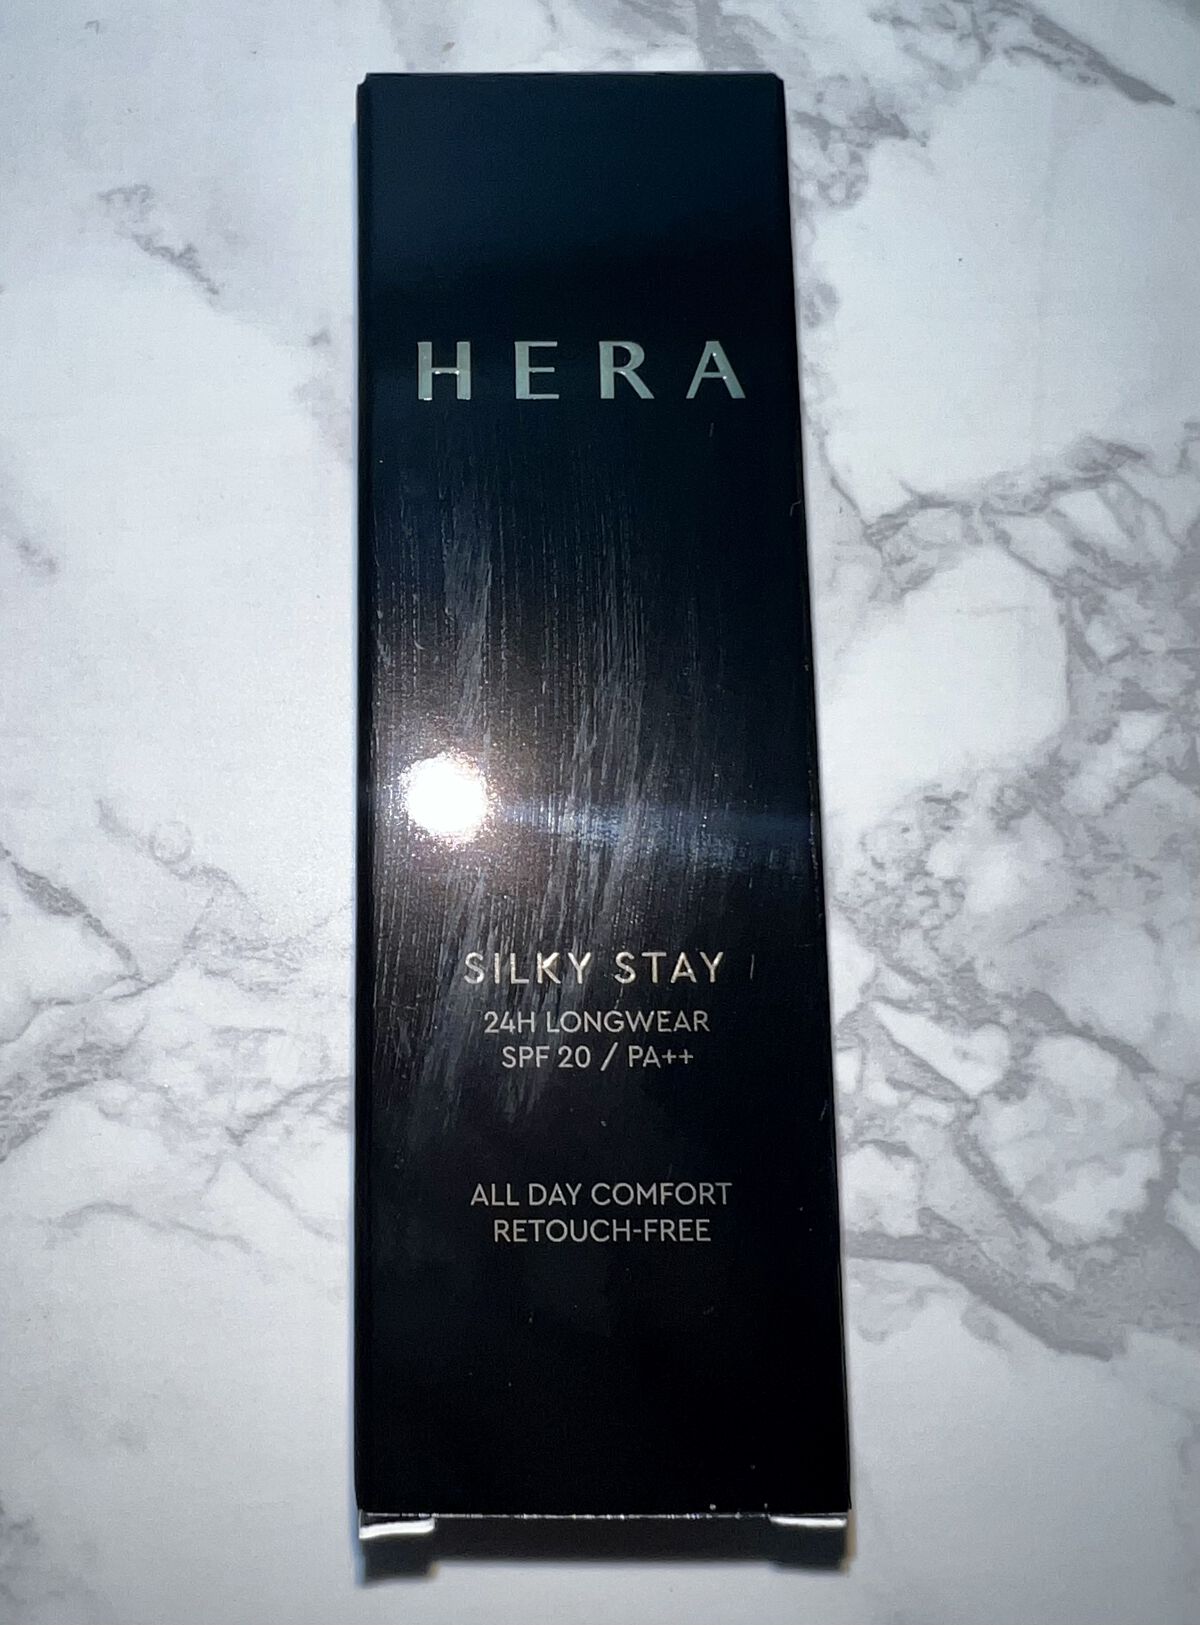 HERA
SILKY STAY
24H LONGWEAR
SPF 20 / PA++
ALL DAY COMFORT
RETOUCH-FREE